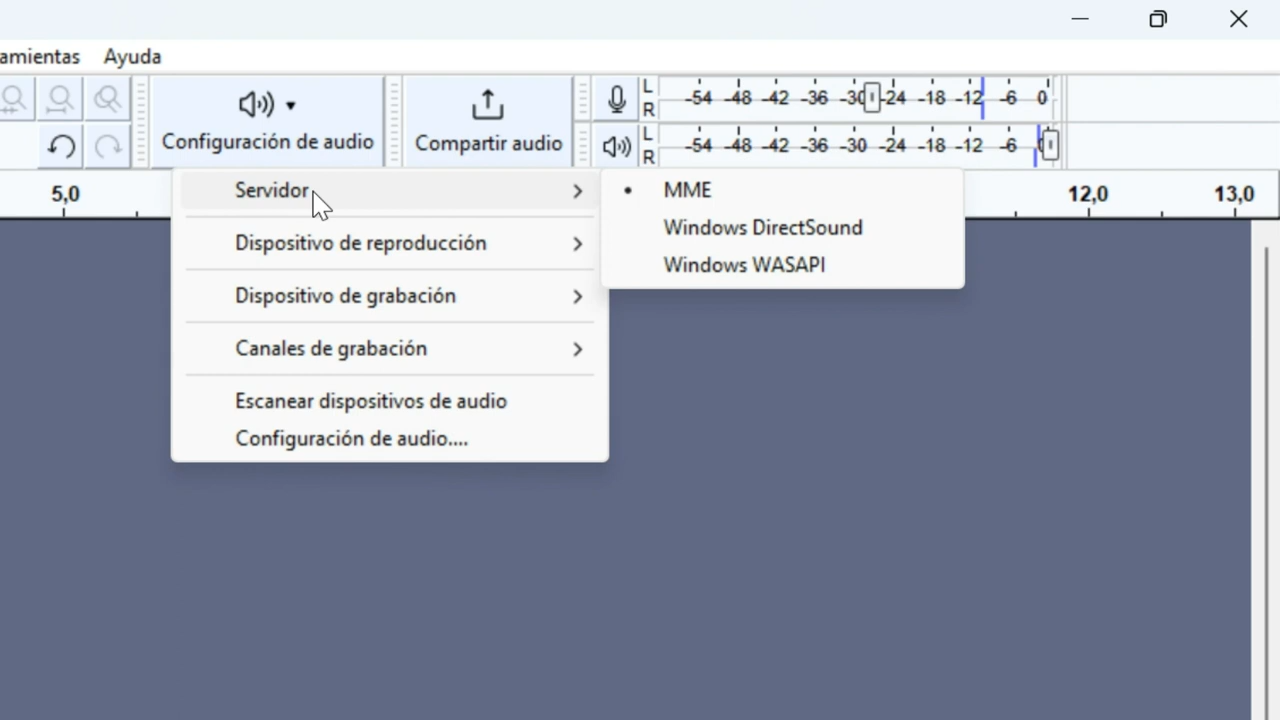 amientas Ayuda
Configuración de audio
Compartir audio
L
R
-54 -48 -42 -36 -30 -24 -18 -12 -6 0
L
R
-54 -48 -42 -36 -30 -24 -18 -12 -6
5,0
12,0 13,0
Servidor
MME
Windows DirectSound
Windows WASAPI
Dispositivo de reproducción
Dispositivo de grabación
Canales de grabación
Escanear dispositivos de audio
Configuración de audio....